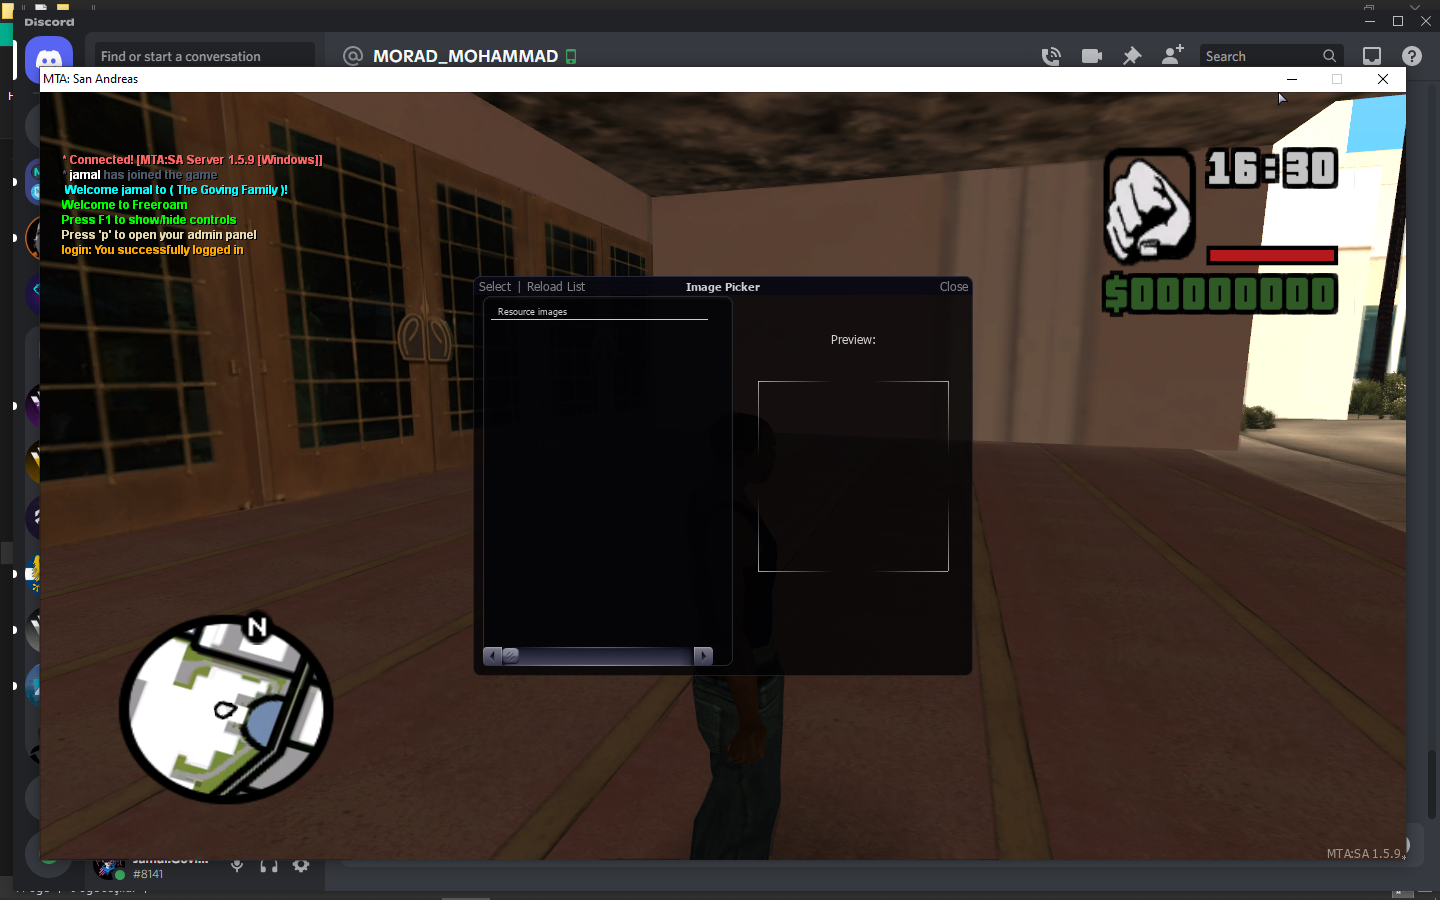 Discord
Find or start a conversation
@ MORAD_MOHAMMAD
Search
MTA: San Andreas
* Connected! [MTA:SA Server 1.5.9 [Windows]]
* jamal has joined the game
Welcome jamal to ( The Goving Family )!
Welcome to Freeroam
Press F1 to show/hide controls
Press 'p' to open your admin panel
login: You successfully logged in
16:30
$00000000
Select | Reload List
Image Picker
Close
Resource images
Preview:
N
MTA:SA 1.5.9
#8141